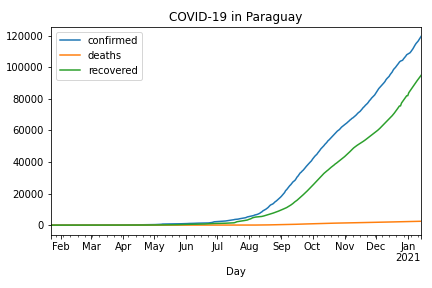 COVID-19 in Paraguay
confirmed
deaths
recovered
120000
100000
80000
60000
40000
20000
0
Feb Mar Apr May Jun Jul Aug Sep Oct Nov Dec Jan
2021
Day